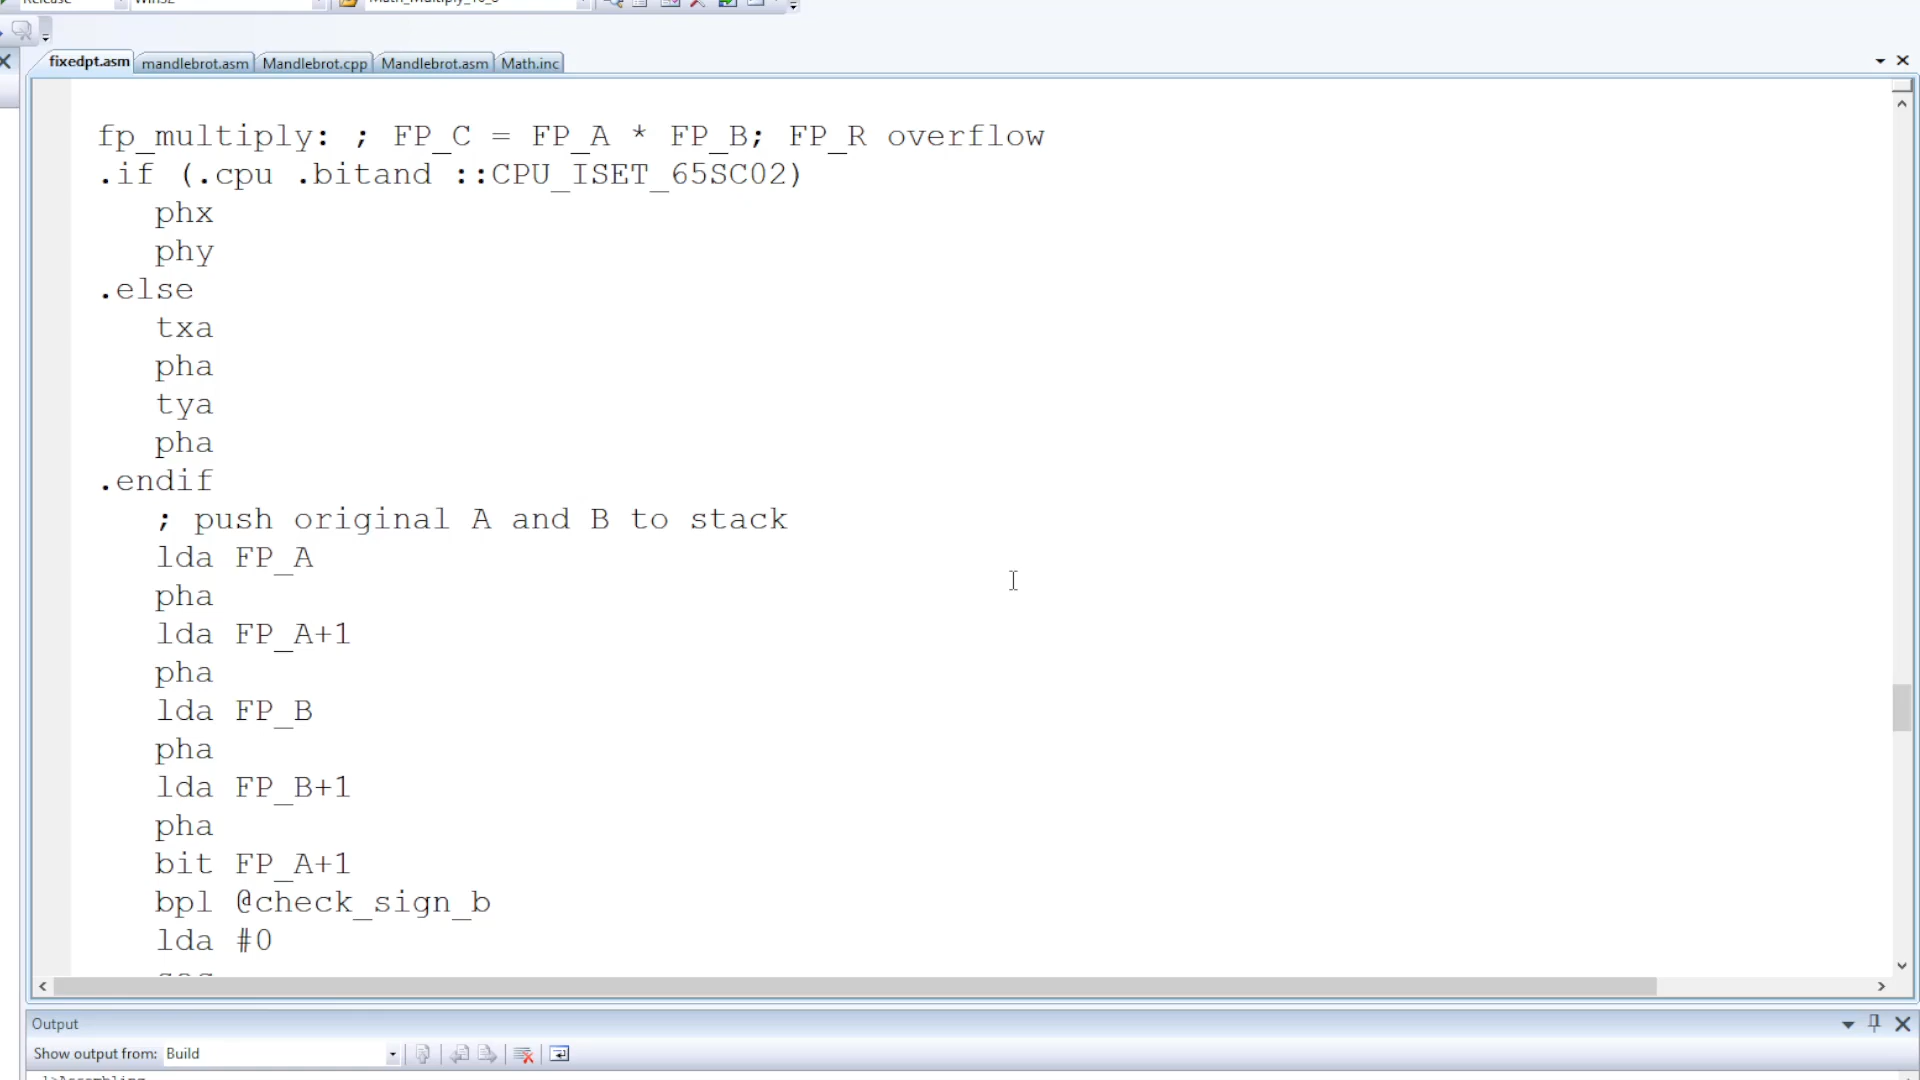 Release Win32
fixedpt.asm mandlebrot.asm Mandlebrot.cpp Mandlebrot.asm Math.inc
fp_multiply: ; FP_C = FP_A * FP_B; FP_R overflow
.if (.cpu .bitand ::CPU_ISET_65SC02)
phx
phy
.else
txa
pha
tya
pha
.endif
; push original A and B to stack
lda FP_A
pha
lda FP_A+1
pha
lda FP_B
pha
lda FP_B+1
pha
bit FP_A+1
bpl @check_sign_b
lda #0
Output
Show output from: Build